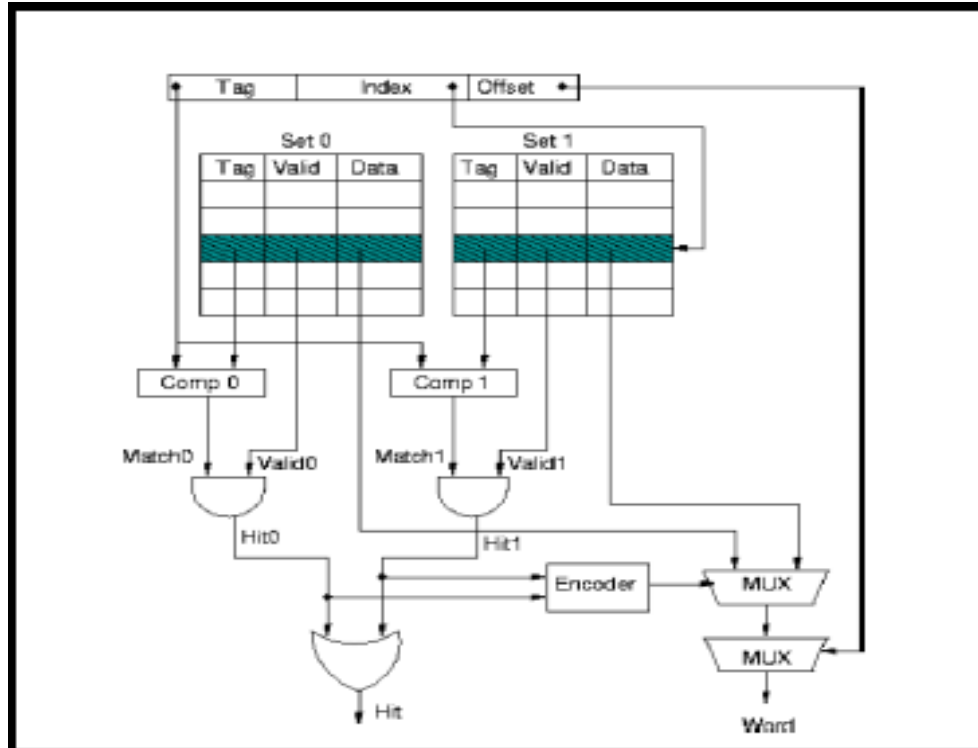 Tag Index Offset
Set 0 Set 1
Tag Valid Data Tag Valid Data
Comp 0 Comp 1
Match0 Valid0 Match1 Valid1
Hit0 Hit1
Encoder MUX
MUX
Hit
Word